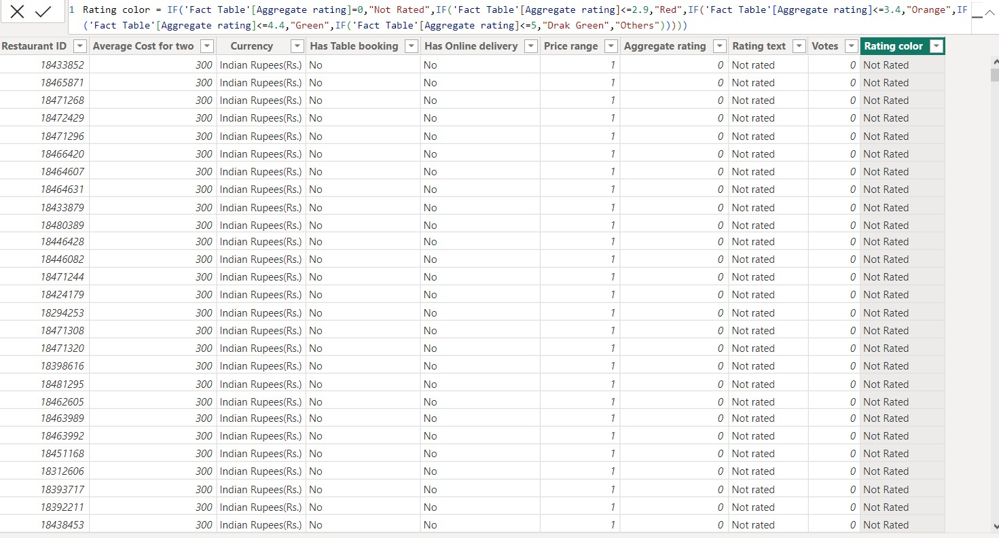 1 Rating color = IF('Fact Table'[Aggregate rating]=0,"Not Rated",IF('Fact Table'[Aggregate rating]<=2.9,"Red",IF('Fact Table'[Aggregate rating]<=3.4,"Orange",IF
('Fact Table'[Aggregate rating]<=4.4,"Green",IF('Fact Table'[Aggregate rating]<=5,"Drak Green","Others")))))
Restaurant ID Average Cost for two Currency Has Table booking Has Online delivery Price range Aggregate rating Rating text Votes Rating color
18433852 300 Indian Rupees(Rs.) No No 1 0 Not rated 0 Not Rated
18465871 300 Indian Rupees(Rs.) No No 1 0 Not rated 0 Not Rated
18471268 300 Indian Rupees(Rs.) No No 1 0 Not rated 0 Not Rated
18472429 300 Indian Rupees(Rs.) No No 1 0 Not rated 0 Not Rated
18471296 300 Indian Rupees(Rs.) No No 1 0 Not rated 0 Not Rated
18466420 300 Indian Rupees(Rs.) No No 1 0 Not rated 0 Not Rated
18464607 300 Indian Rupees(Rs.) No No 1 0 Not rated 0 Not Rated
18464631 300 Indian Rupees(Rs.) No No 1 0 Not rated 0 Not Rated
18433879 300 Indian Rupees(Rs.) No No 1 0 Not rated 0 Not Rated
18480389 300 Indian Rupees(Rs.) No No 1 0 Not rated 0 Not Rated
18446428 300 Indian Rupees(Rs.) No No 1 0 Not rated 0 Not Rated
18446082 300 Indian Rupees(Rs.) No No 1 0 Not rated 0 Not Rated
18471244 300 Indian Rupees(Rs.) No No 1 0 Not rated 0 Not Rated
18424179 300 Indian Rupees(Rs.) No No 1 0 Not rated 0 Not Rated
18294253 300 Indian Rupees(Rs.) No No 1 0 Not rated 0 Not Rated
18471308 300 Indian Rupees(Rs.) No No 1 0 Not rated 0 Not Rated
18471320 300 Indian Rupees(Rs.) No No 1 0 Not rated 0 Not Rated
18398616 300 Indian Rupees(Rs.) No No 1 0 Not rated 0 Not Rated
18481295 300 Indian Rupees(Rs.) No No 1 0 Not rated 0 Not Rated
18462605 300 Indian Rupees(Rs.) No No 1 0 Not rated 0 Not Rated
18463989 300 Indian Rupees(Rs.) No No 1 0 Not rated 0 Not Rated
18463992 300 Indian Rupees(Rs.) No No 1 0 Not rated 0 Not Rated
18451168 300 Indian Rupees(Rs.) No No 1 0 Not rated 0 Not Rated
18312606 300 Indian Rupees(Rs.) No No 1 0 Not rated 0 Not Rated
18393717 300 Indian Rupees(Rs.) No No 1 0 Not rated 0 Not Rated
18392211 300 Indian Rupees(Rs.) No No 1 0 Not rated 0 Not Rated
18438453 300 Indian Rupees(Rs.) No No 1 0 Not rated 0 Not Rated